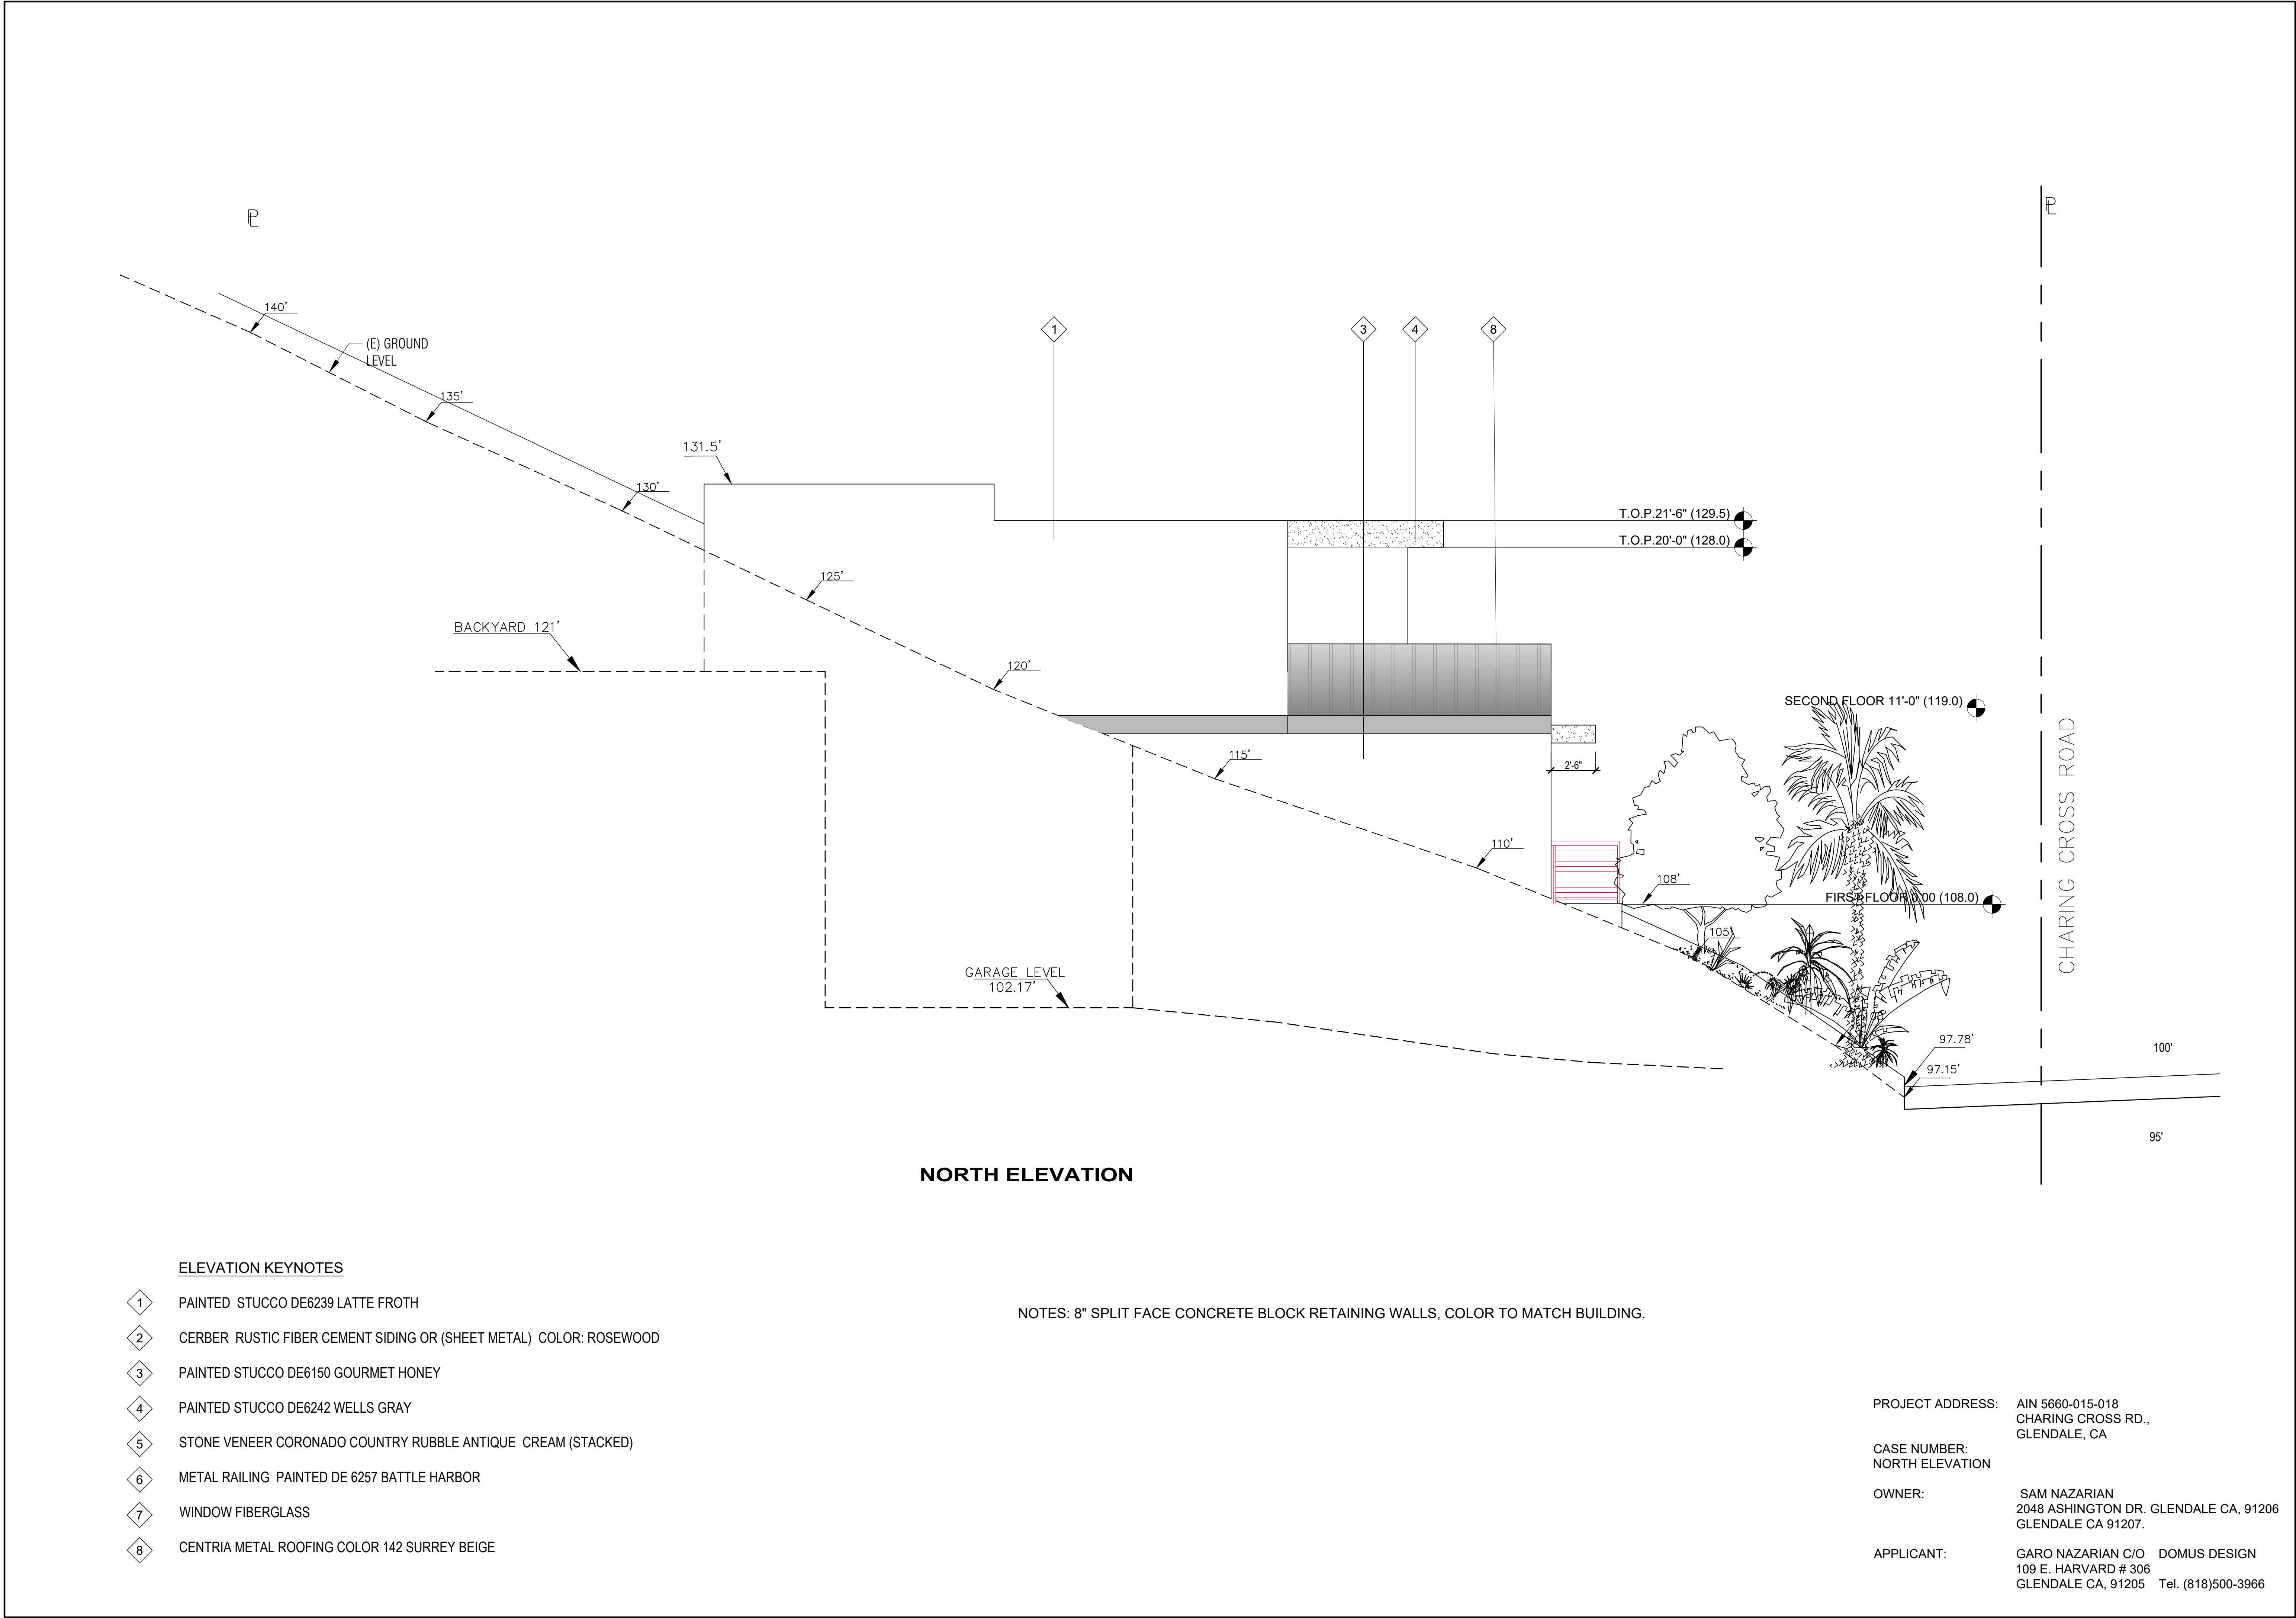 ℄
℄
140'
(E) GROUND
LEVEL
1
3
4
8
135'
131.5'
130'
T.O.P.21'-6" (129.5)
T.O.P.20'-0" (128.0)
125'
BACKYARD 121'
120'
SECOND FLOOR 11'-0" (119.0)
CHARING CROSS ROAD
115'
2'-6"
110'
108'
FIRST FLOOR 0.00 (108.0)
105'
GARAGE LEVEL
102.17'
97.78'
100'
97.15'
95'
NORTH ELEVATION
ELEVATION KEYNOTES
1 PAINTED STUCCO DE6239 LATTE FROTH
2 CERBER RUSTIC FIBER CEMENT SIDING OR (SHEET METAL) COLOR: ROSEWOOD
3 PAINTED STUCCO DE6150 GOURMET HONEY
4 PAINTED STUCCO DE6242 WELLS GRAY
5 STONE VENEER CORONADO COUNTRY RUBBLE ANTIQUE CREAM (STACKED)
6 METAL RAILING PAINTED DE 6257 BATTLE HARBOR
7 WINDOW FIBERGLASS
8 CENTRIA METAL ROOFING COLOR 142 SURREY BEIGE
NOTES: 8" SPLIT FACE CONCRETE BLOCK RETAINING WALLS, COLOR TO MATCH BUILDING.
PROJECT ADDRESS: AIN 5660-015-018
CHARING CROSS RD.,
GLENDALE, CA
CASE NUMBER:
NORTH ELEVATION
OWNER: SAM NAZARIAN
2048 ASHINGTON DR. GLENDALE CA, 91206
GLENDALE CA 91207.
APPLICANT: GARO NAZARIAN C/O DOMUS DESIGN
109 E. HARVARD # 306
GLENDALE CA, 91205 Tel. (818)500-3966